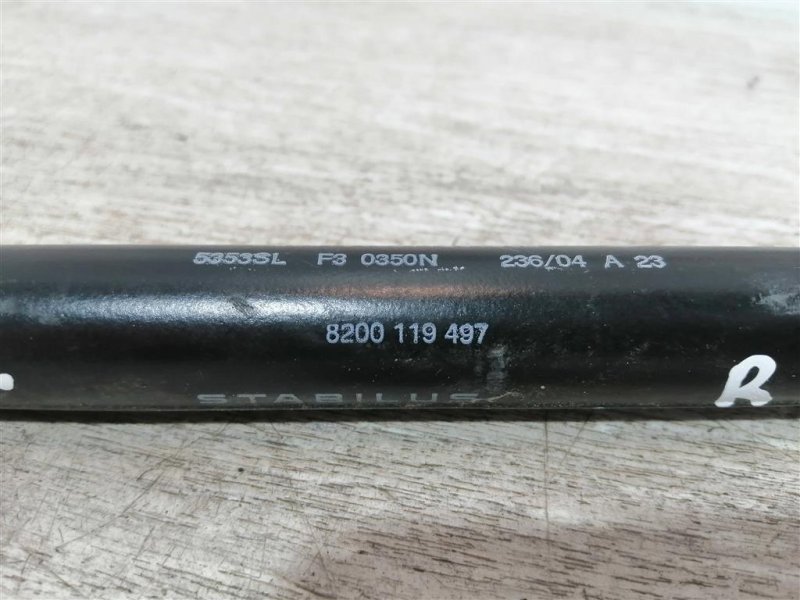 5353SL F3 0350N 236/04 A 23
8200 119 497
STABILUS
R